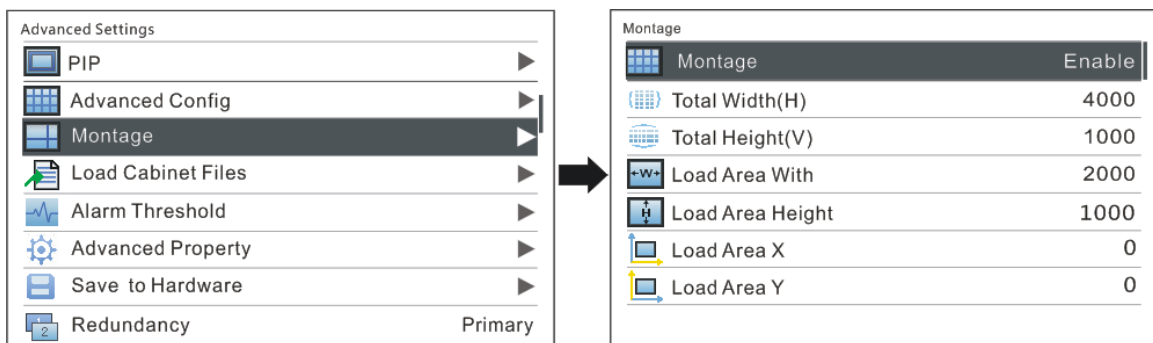 Advanced Settings
PIP
Advanced Config
Montage
Load Cabinet Files
Alarm Threshold
Advanced Property
Save to Hardware
2
Redundancy Primary
Montage
Montage Enable
Total Width(H) 4000
Total Height(V) 1000
W
Load Area With 2000
H
Load Area Height 1000
Load Area X 0
Load Area Y 0